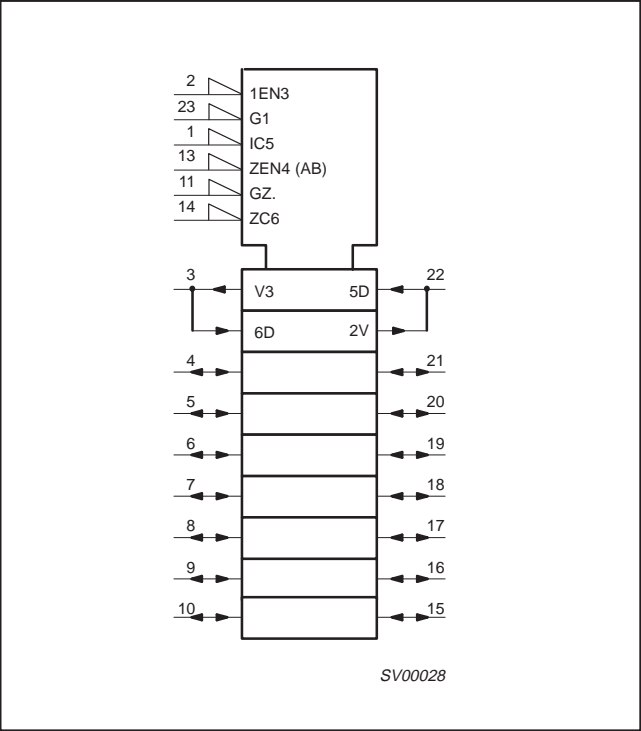 2 1EN3
23 G1
1 IC5
13 ZEN4 (AB)
11 GZ.
14 ZC6
3 V3 5D 22
6D 2V
4 21
5 20
6 19
7 18
8 17
9 16
10 15
SV00028